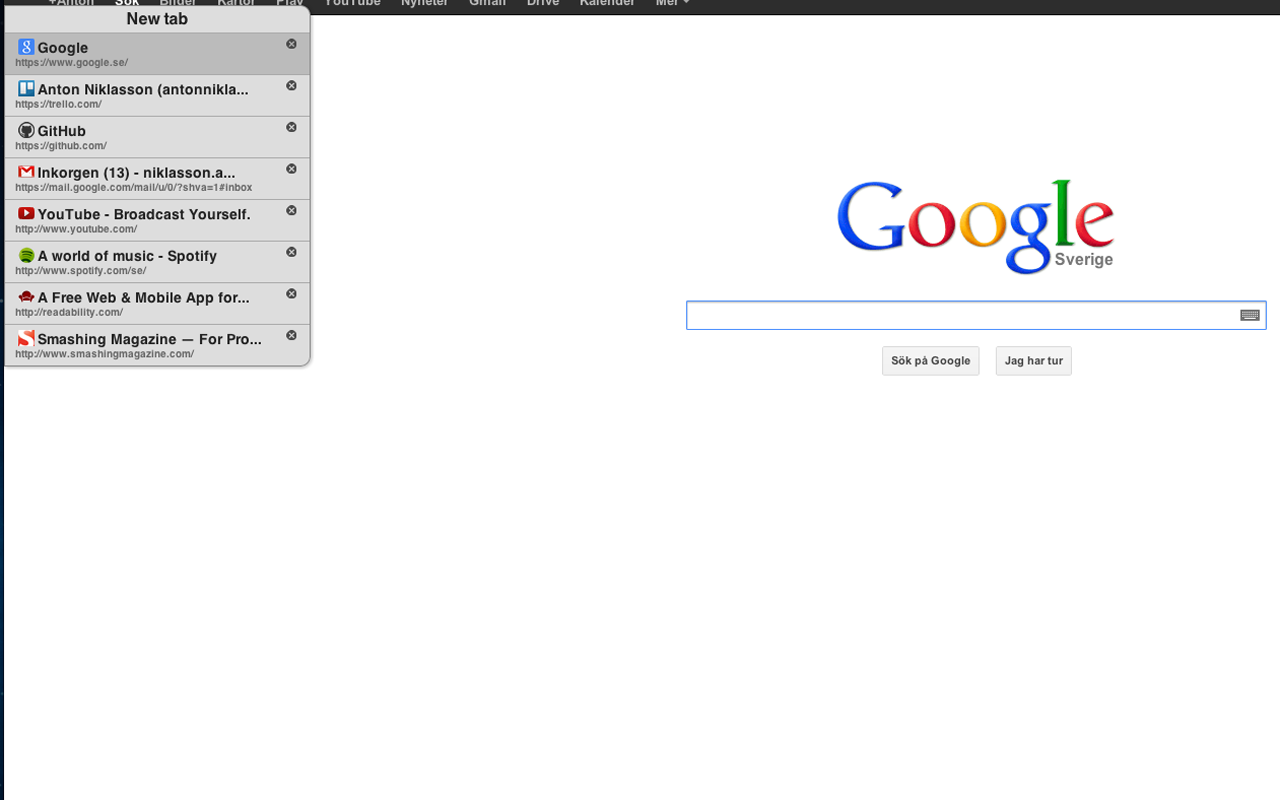 +Anton Sök Bilder Kartor Play YouTube Nyheter Gmail Drive Kalender Mer
New tab
Google
https://www.google.se/
Anton Niklasson (antonnikla...
https://trello.com/
GitHub
https://github.com/
Inkorgen (13) - niklasson.a...
https://mail.google.com/mail/u/0/?shva=1#inbox
YouTube - Broadcast Yourself.
http://www.youtube.com/
A world of music - Spotify
http://www.spotify.com/se/
A Free Web & Mobile App for...
http://readability.com/
Smashing Magazine — For Pro...
http://www.smashingmagazine.com/
Google
Sverige
Sök på Google Jag har tur